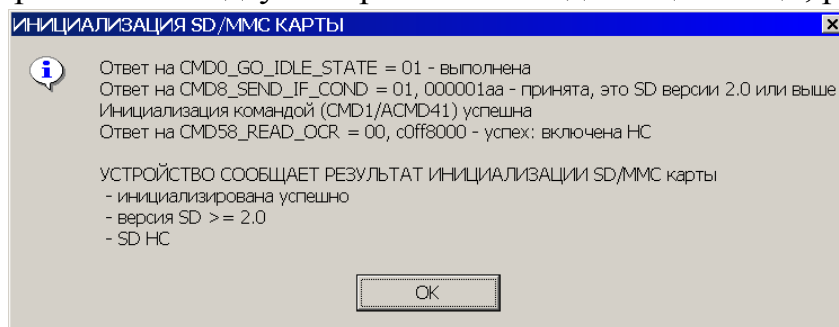 ИНИЦИАЛИЗАЦИЯ SD/MMC КАРТЫ
Ответ на CMD0_GO_IDLE_STATE = 01 - выполнена
Ответ на CMD8_SEND_IF_COND = 01, 000001aa - принята, это SD версии 2.0 или выше
Инициализация командой (CMD1/ACMD41) успешна
Ответ на CMD58_READ_OCR = 00, c0ff8000 - успех: включена HC
УСТРОЙСТВО СООБЩАЕТ РЕЗУЛЬТАТ ИНИЦИАЛИЗАЦИИ SD/MMC карты
- инициализирована успешно
- версия SD >= 2.0
- SD HC
OK